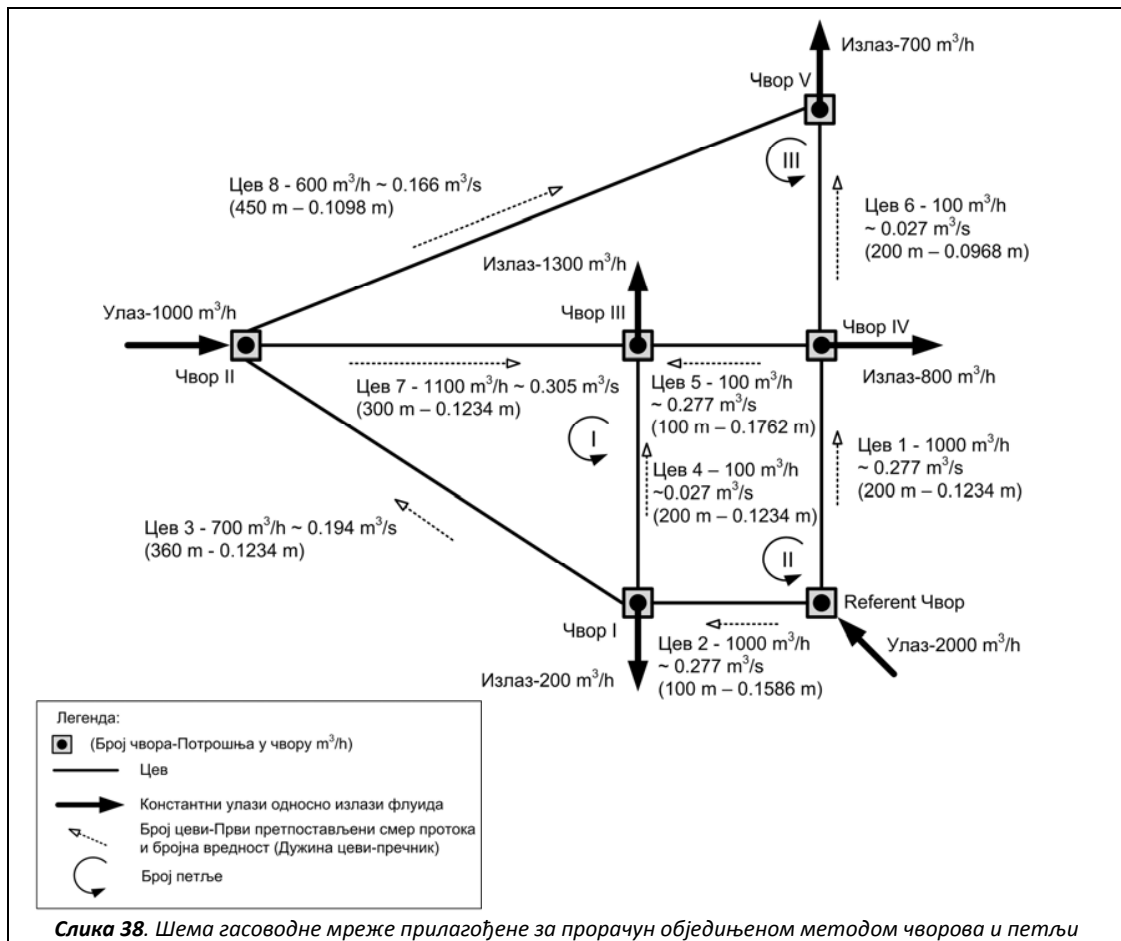 Излаз-700 m³/h
Чвор V
III
Цев 8 - 600 m³/h ~ 0.166 m³/s
(450 m – 0.1098 m)
Цев 6 - 100 m³/h
~ 0.027 m³/s
(200 m – 0.0968 m)
Излаз-1300 m³/h
Улаз-1000 m³/h
Чвор III
Чвор IV
Чвор II
Излаз-800 m³/h
Цев 7 - 1100 m³/h ~ 0.305 m³/s
(300 m – 0.1234 m)
Цев 5 - 100 m³/h
~ 0.277 m³/s
(100 m – 0.1762 m)
I
Цев 1 - 1000 m³/h
~ 0.277 m³/s
(200 m – 0.1234 m)
Цев 4 – 100 m³/h
~0.027 m³/s
(200 m – 0.1234 m)
Цев 3 - 700 m³/h ~ 0.194 m³/s
(360 m - 0.1234 m)
II
Referent Чвор
Чвор I
Улаз-2000 m³/h
Цев 2 - 1000 m³/h
~ 0.277 m³/s
(100 m – 0.1586 m)
Излаз-200 m³/h
Легенда:
(Број чвора-Потрошња у чвору m³/h)
Цев
Константни улази односно излази флуида
Број цеви-Први претпостављени смер протока
и бројна вредност (Дужина цеви-пречник)
Број петље
Слика 38. Шема гасоводне мреже прилагођене за прорачун обједињеном методом чворова и петљи